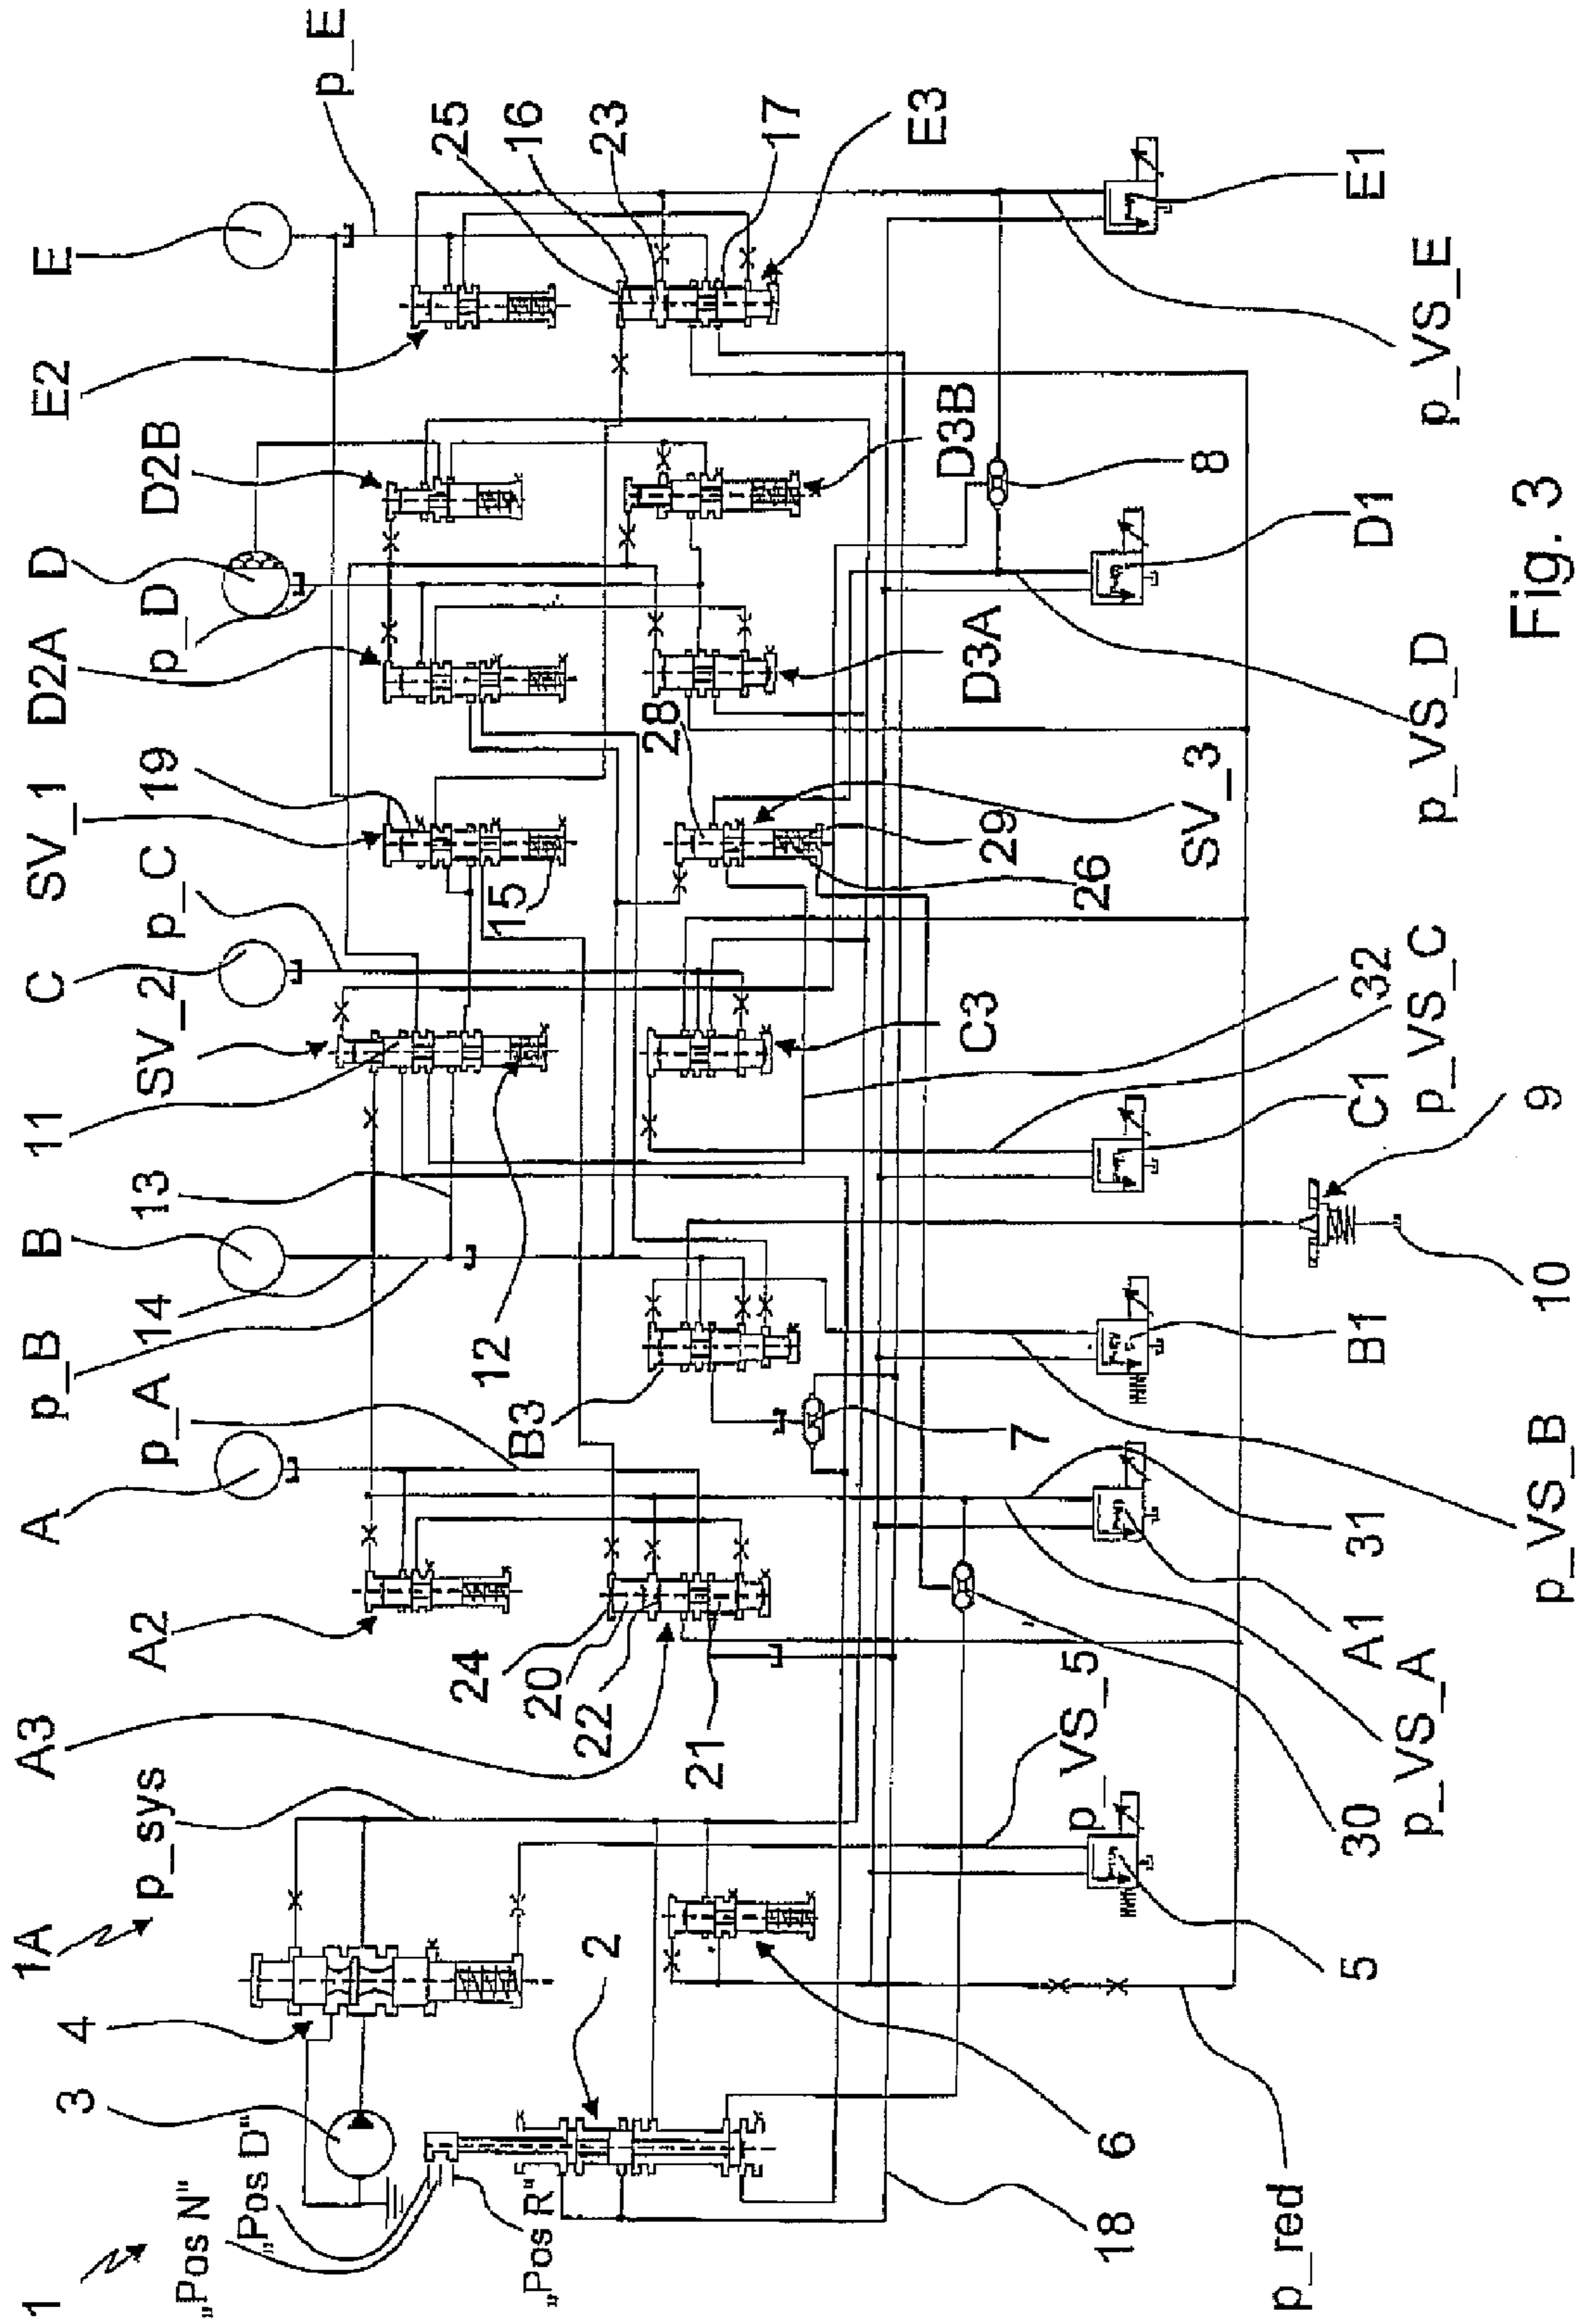 1
1A
3
4
p_sys
A3
A2
A
p_A
p_B
B
14
13
11
SV_2
C
p_C
SV_1
19
D2A
p_D
D
D2B
E2
E
p_E
„Pos N"
„Pos D"
„Pos R"
2
24
20
22
21
B3
12
15
28
25
16
23
17
E3
18
6
p_VS_5
7
C3
26
29
SV_3
D3A
D3B
8
p_red
5
30
p_VS_A
A1
31
p_VS_B
B1
10
9
C1
p_VS_C
32
p_VS_D
D1
p_VS_E
E1
Fig. 3